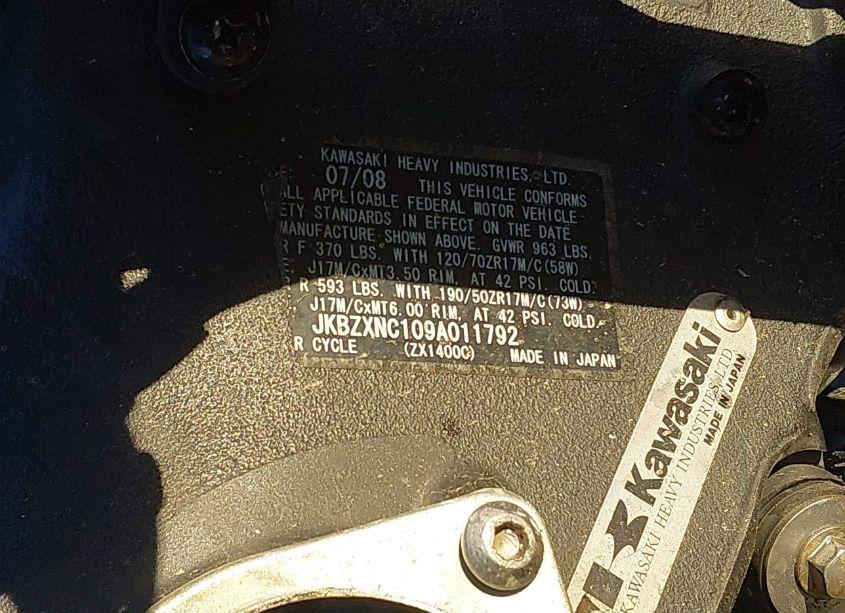 KAWASAKI HEAVY INDUSTRIES, LTD.
07/08 THIS VEHICLE CONFORMS
ALL APPLICABLE FEDERAL MOTOR VEHICLE
ETY STANDARDS IN EFFECT ON THE DATE
MANUFACTURE SHOWN ABOVE. GVWR 963 LBS.
R F 370 LBS. WITH 120/70ZR17M/C(58W)
J17M/CxMT3.50 RIM, AT 42 PSI. COLD.
R 593 LBS. WITH 190/50ZR17M/C(73W)
J17M/CxMT6.00 RIM, AT 42 PSI. COLD.
JKBZXNC109A011792
R CYCLE (ZX1400C) MADE IN JAPAN
Kawasaki
KAWASAKI HEAVY INDUSTRIES, LTD
MADE IN JAPAN